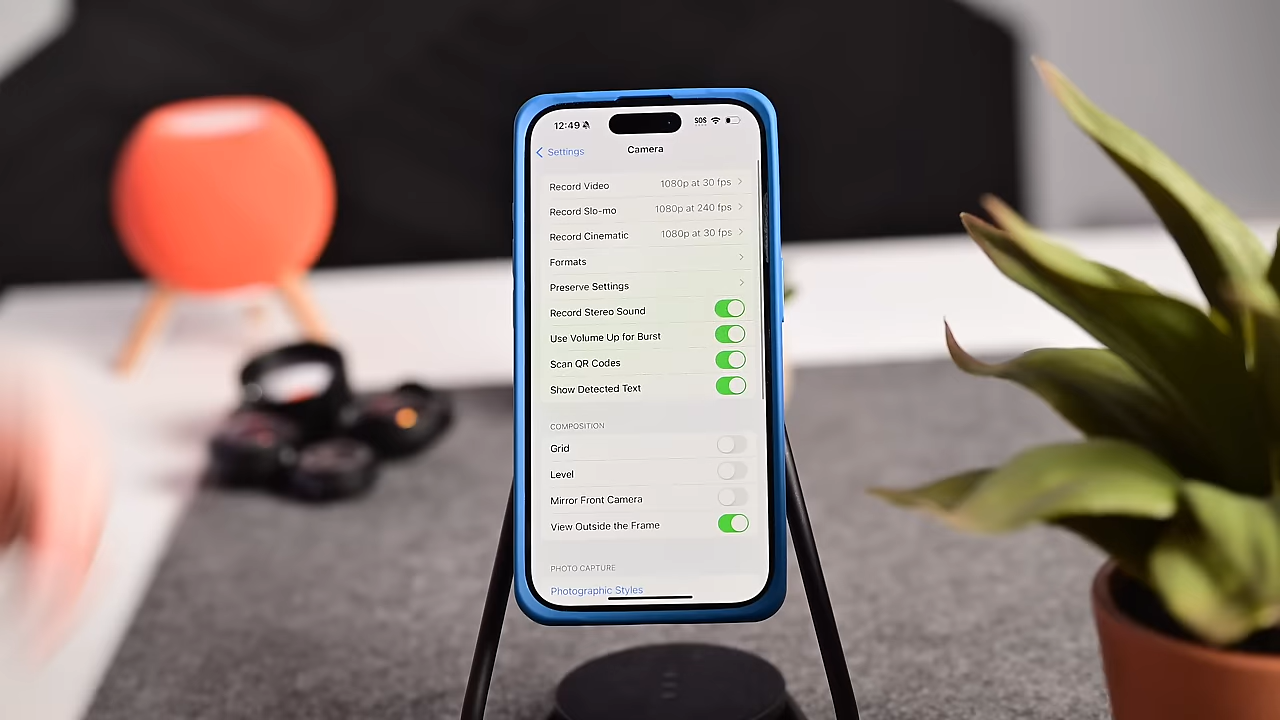 12:49 SOS
Settings Camera
Record Video 1080p at 30 fps
Record Slo-mo 1080p at 240 fps
Record Cinematic 1080p at 30 fps
Formats
Preserve Settings
Record Stereo Sound
Use Volume Up for Burst
Scan QR Codes
Show Detected Text
COMPOSITION
Grid
Level
Mirror Front Camera
View Outside the Frame
PHOTO CAPTURE
Photographic Styles